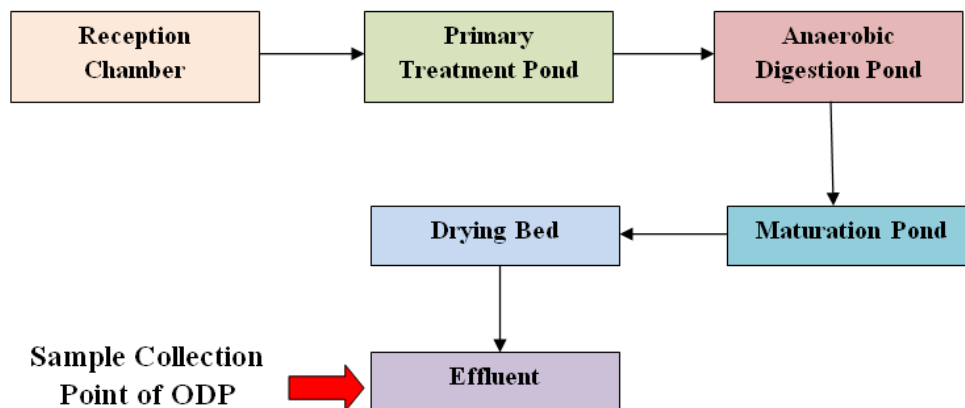 Reception
Chamber
Primary
Treatment Pond
Anaerobic
Digestion Pond
Maturation Pond
Drying Bed
Effluent
Sample Collection
Point of ODP